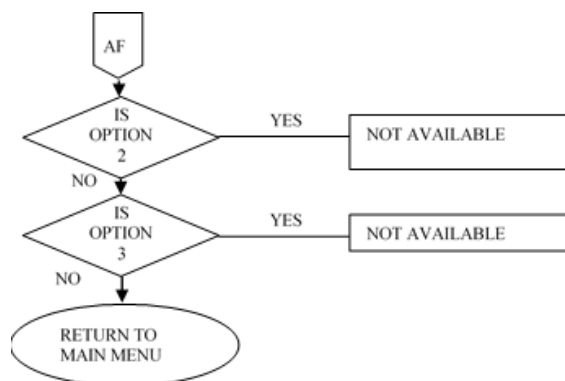 AF
IS
OPTION
2
YES
NOT AVAILABLE
NO
IS
OPTION
3
YES
NOT AVAILABLE
NO
RETURN TO
MAIN MENU